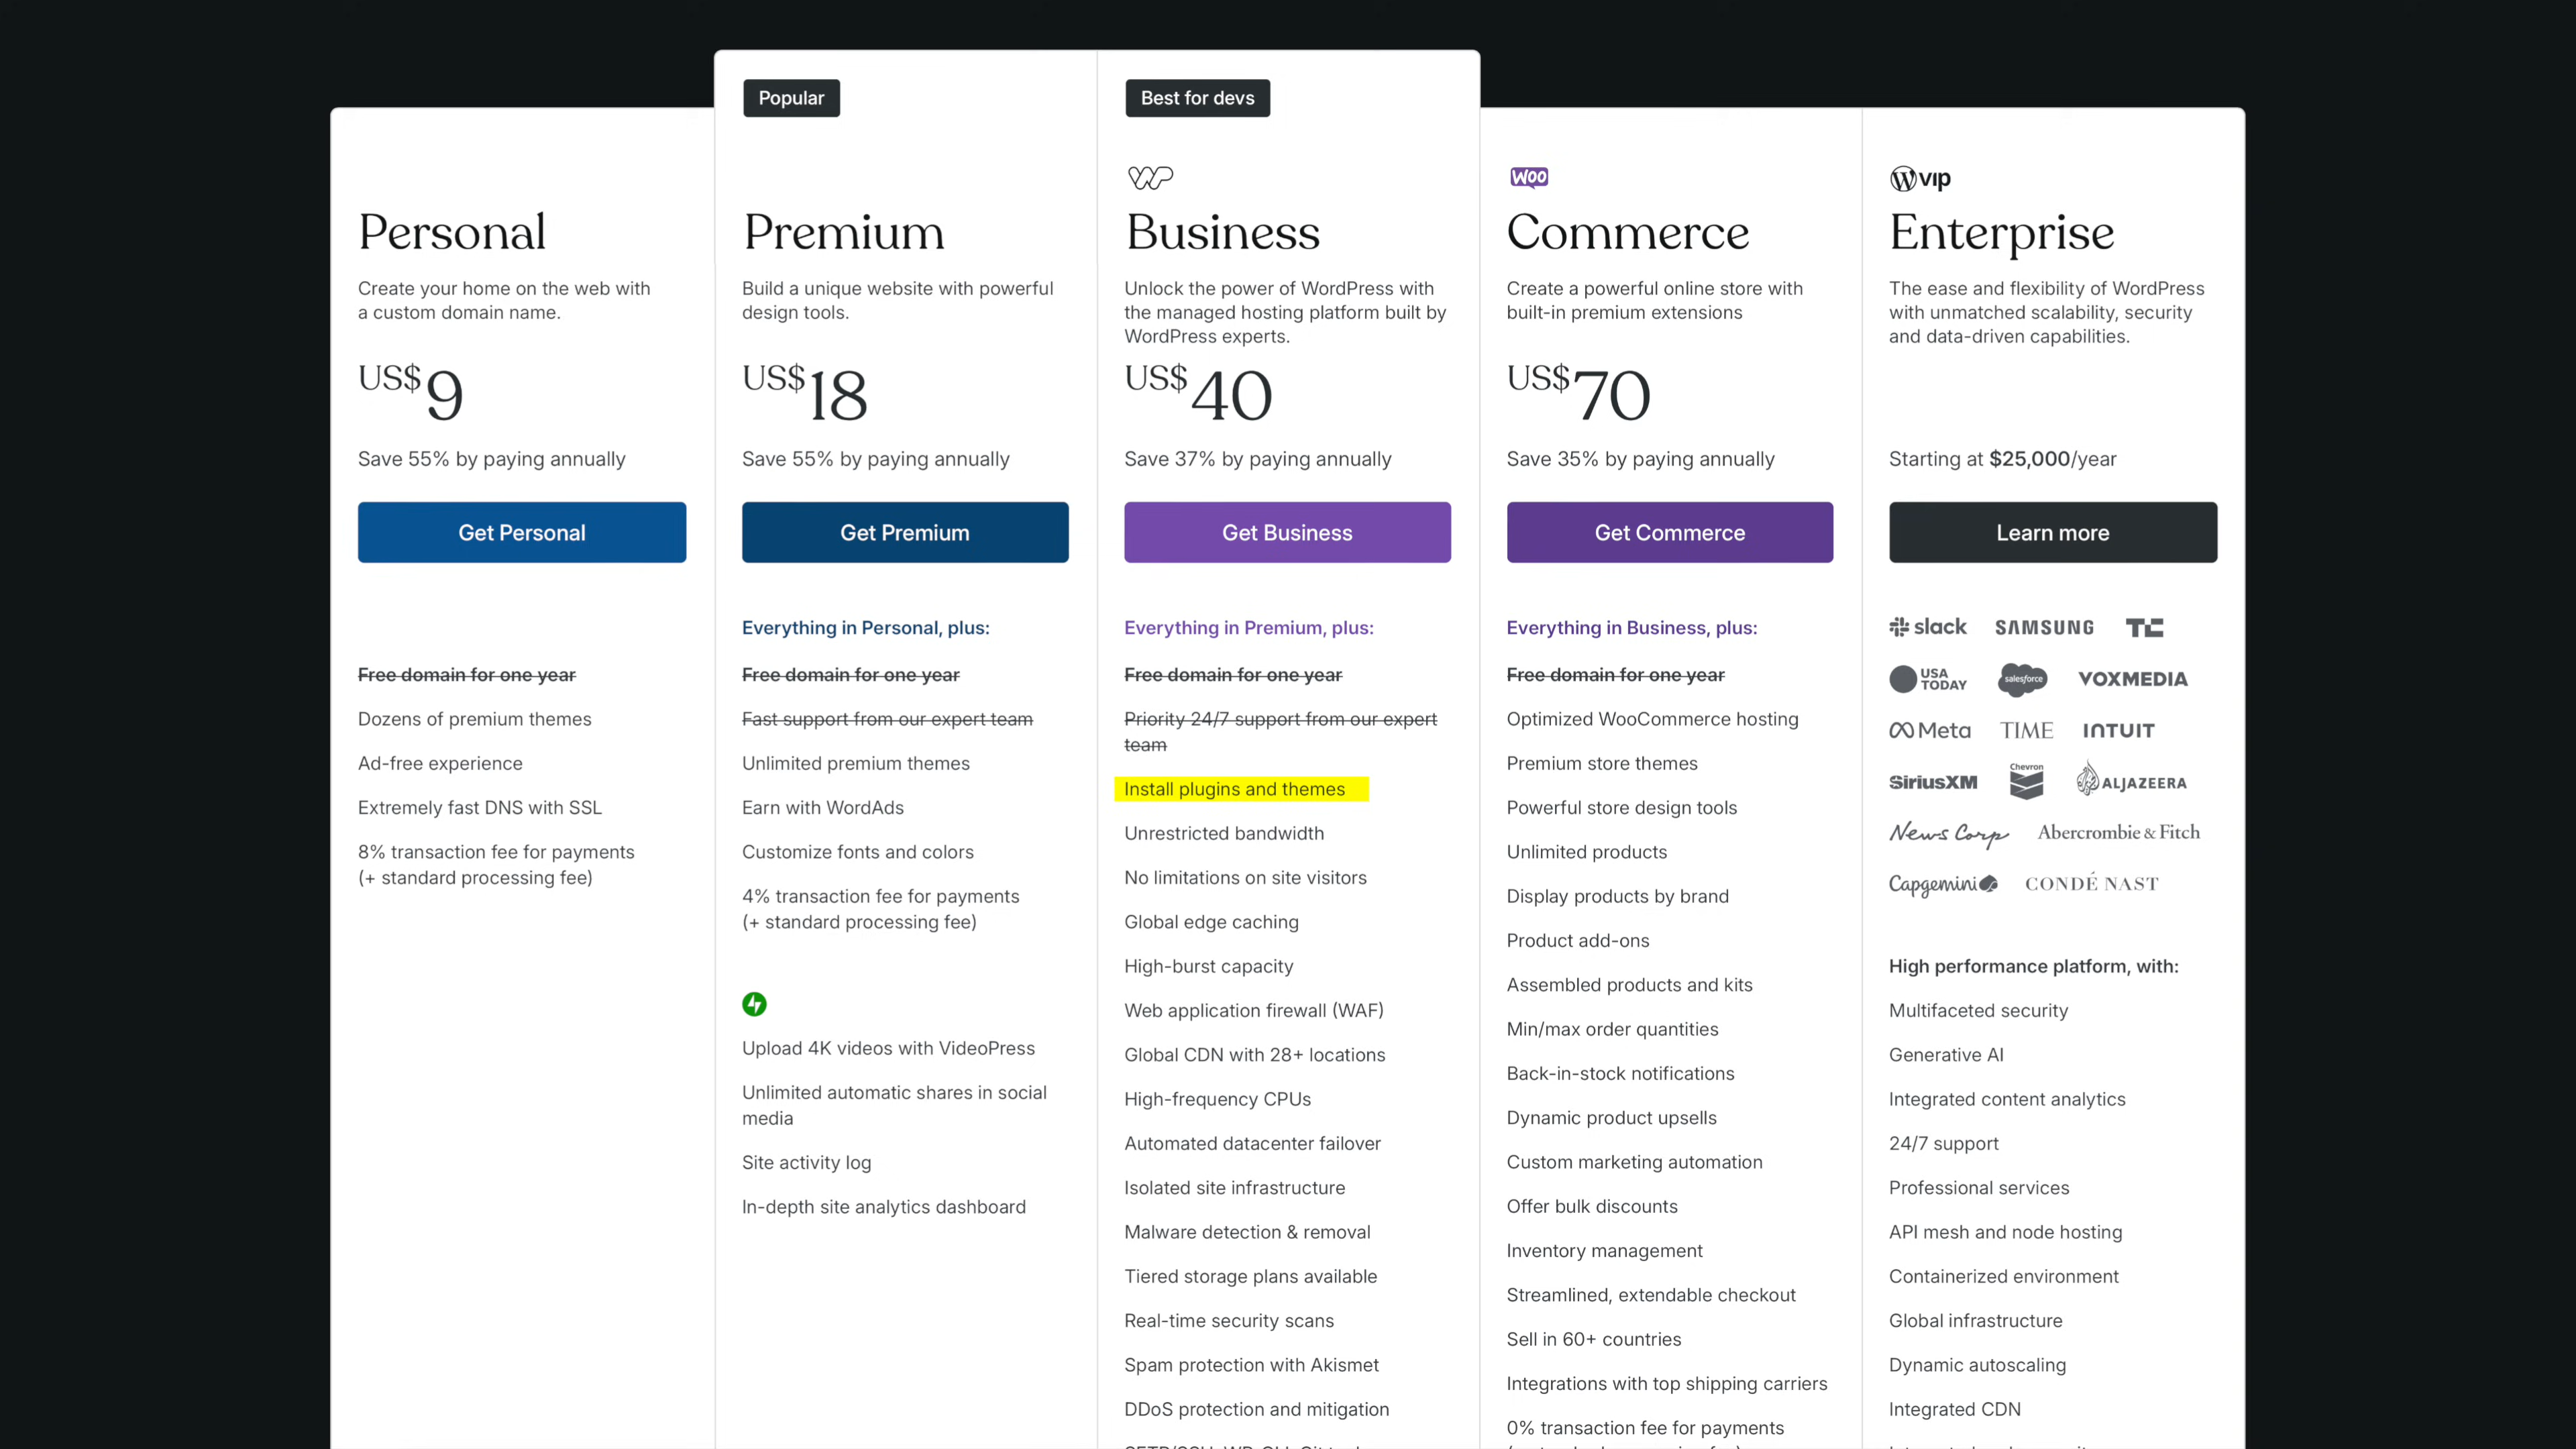 Popular
Best for devs
WP
Woo
W VIP
Personal
Create your home on the web with
a custom domain name.
US$9
Save 55% by paying annually
Get Personal
Free domain for one year
Dozens of premium themes
Ad-free experience
Extremely fast DNS with SSL
8% transaction fee for payments
(+ standard processing fee)
Premium
Build a unique website with powerful
design tools.
US$18
Save 55% by paying annually
Get Premium
Everything in Personal, plus:
Free domain for one year
Fast support from our expert team
Unlimited premium themes
Earn with WordAds
Customize fonts and colors
4% transaction fee for payments
(+ standard processing fee)
Upload 4K videos with VideoPress
Unlimited automatic shares in social
media
Site activity log
In-depth site analytics dashboard
Business
Unlock the power of WordPress with
the managed hosting platform built by
WordPress experts.
US$40
Save 37% by paying annually
Get Business
Everything in Premium, plus:
Free domain for one year
Priority 24/7 support from our expert
team
Install plugins and themes
Unrestricted bandwidth
No limitations on site visitors
Global edge caching
High-burst capacity
Web application firewall (WAF)
Global CDN with 28+ locations
High-frequency CPUs
Automated datacenter failover
Isolated site infrastructure
Malware detection & removal
Tiered storage plans available
Real-time security scans
Spam protection with Akismet
DDoS protection and mitigation
Commerce
Create a powerful online store with
built-in premium extensions
US$70
Save 35% by paying annually
Get Commerce
Everything in Business, plus:
Free domain for one year
Optimized WooCommerce hosting
Premium store themes
Powerful store design tools
Unlimited products
Display products by brand
Product add-ons
Assembled products and kits
Min/max order quantities
Back-in-stock notifications
Dynamic product upsells
Custom marketing automation
Offer bulk discounts
Inventory management
Streamlined, extendable checkout
Sell in 60+ countries
Integrations with top shipping carriers
0% transaction fee for payments
Enterprise
The ease and flexibility of WordPress
with unmatched scalability, security
and data-driven capabilities.
Starting at $25,000/year
Learn more
slack SAMSUNG TC
USA TODAY salesforce VOXMEDIA
Meta TIME INTUIT
SiriusXM Chevron ALJAZEERA
News Corp Abercrombie & Fitch
Capgemini CONDÉ NAST
High performance platform, with:
Multifaceted security
Generative AI
Integrated content analytics
24/7 support
Professional services
API mesh and node hosting
Containerized environment
Global infrastructure
Dynamic autoscaling
Integrated CDN